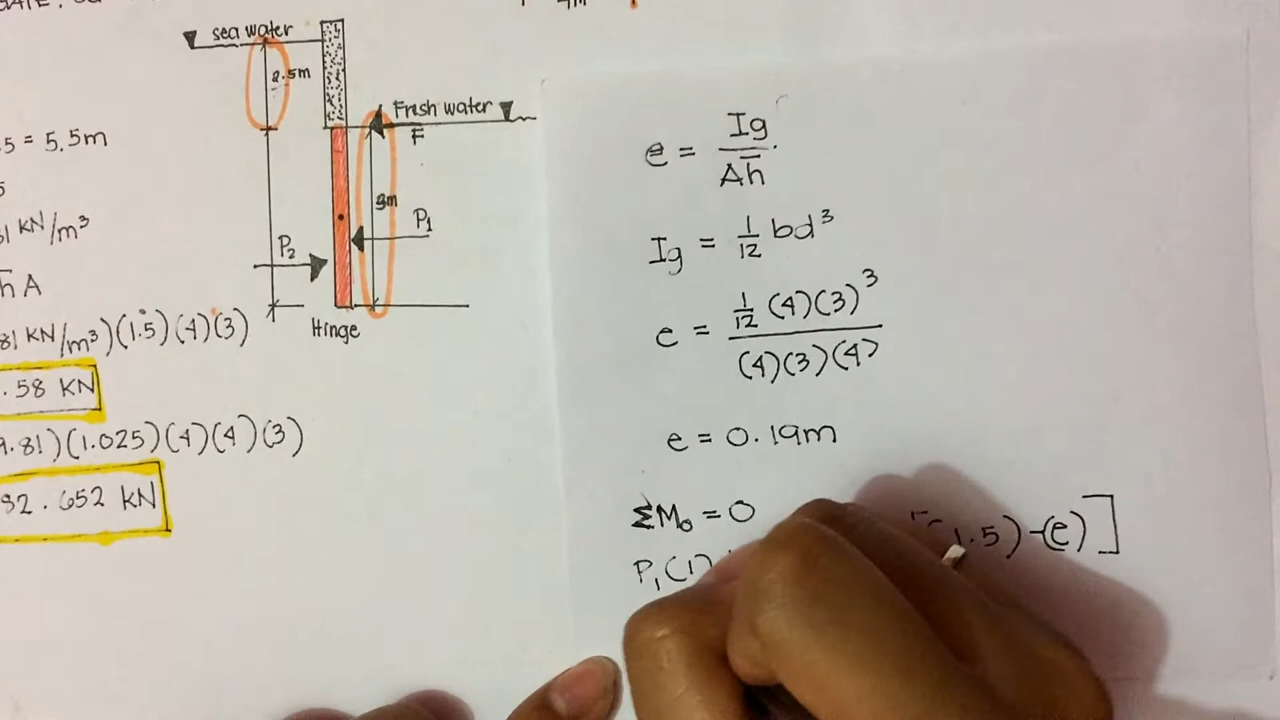 sea water
2.5m
Fresh water
F
3m
P₁
P₂
Hinge
5 = 5.5m
KN/m³
h̄ A
81 KN/m³)(1.5)(4)(3)
.58 KN
9.81)(1.025)(4)(4)(3)
82.652 KN
e = Ig / Ah̄
Ig = 1/12 bd³
e = 1/12 (4)(3)³ / (4)(3)(4)
e = 0.19m
ΣM₀ = 0
1.5) - (e)]
P₁(1)